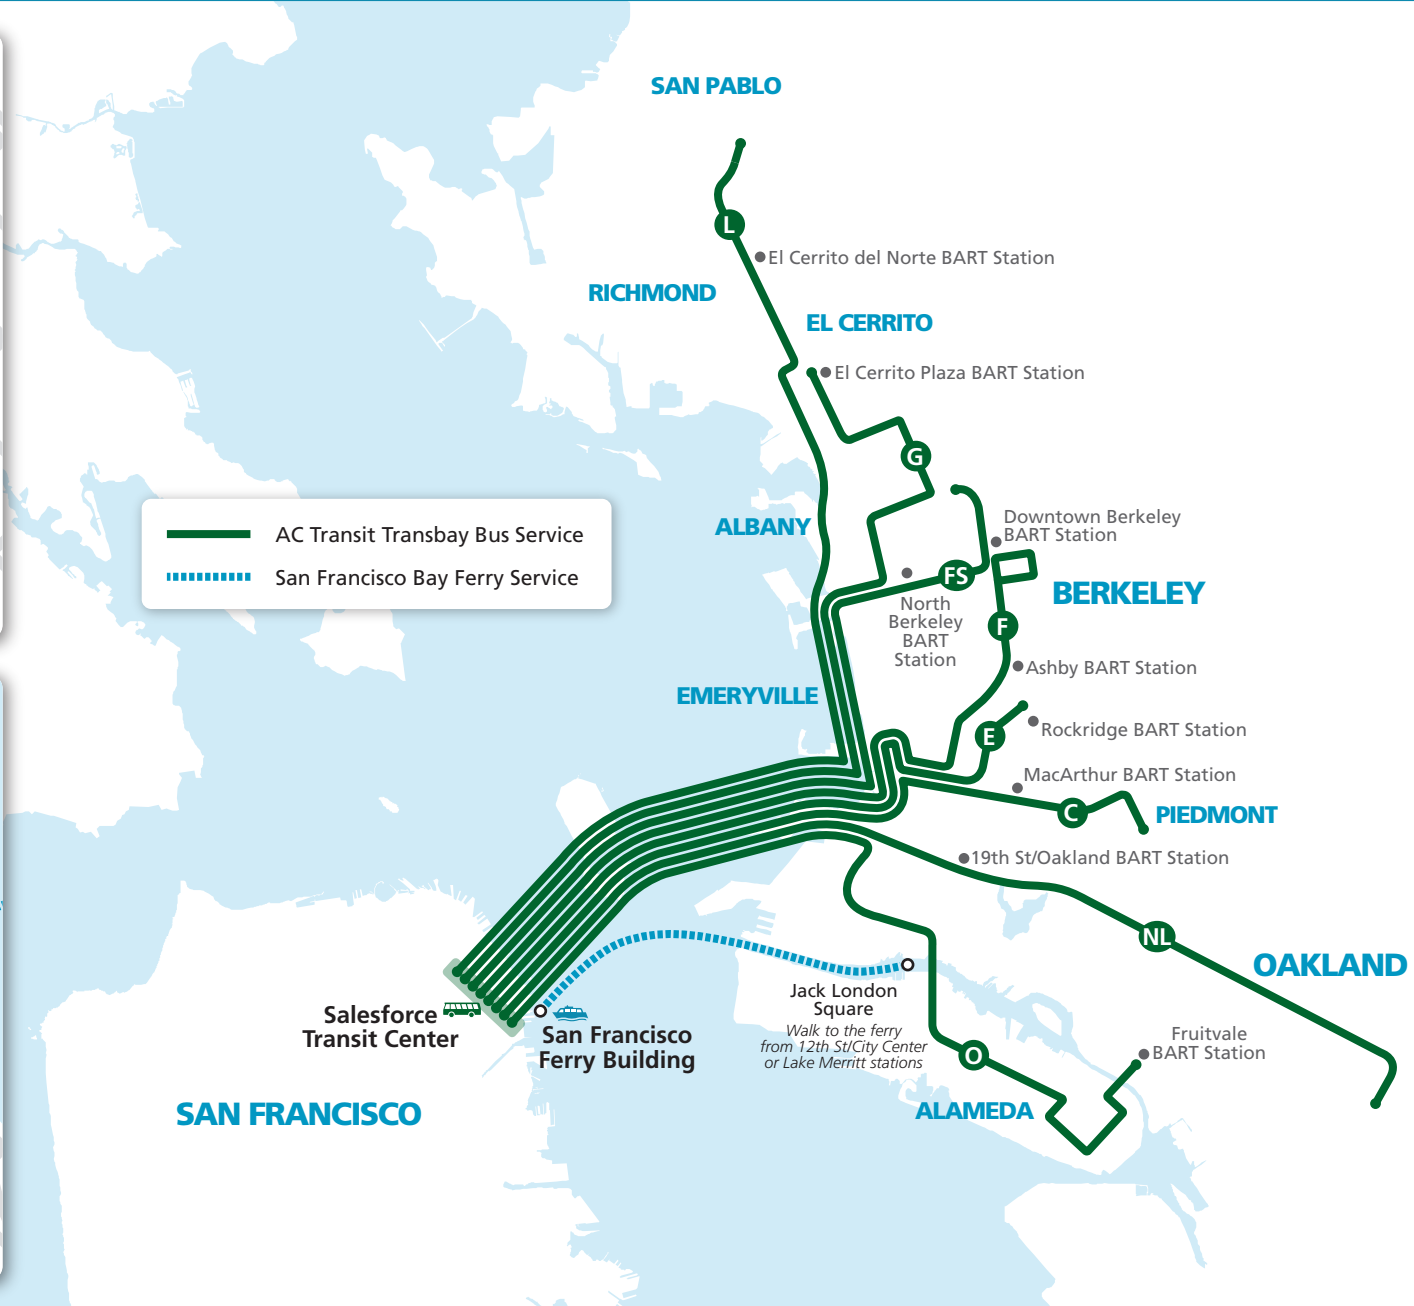 SAN PABLO
L
El Cerrito del Norte BART Station
RICHMOND
EL CERRITO
El Cerrito Plaza BART Station
G
AC Transit Transbay Bus Service
San Francisco Bay Ferry Service
ALBANY
Downtown Berkeley
BART Station
FS
BERKELEY
North
Berkeley
BART
Station
F
Ashby BART Station
EMERYVILLE
E
Rockridge BART Station
MacArthur BART Station
C
PIEDMONT
19th St/Oakland BART Station
NL
OAKLAND
Jack London
Square
Walk to the ferry
from 12th St/City Center
or Lake Merritt stations
Salesforce
Transit Center
San Francisco
Ferry Building
O
Fruitvale
BART Station
ALAMEDA
SAN FRANCISCO